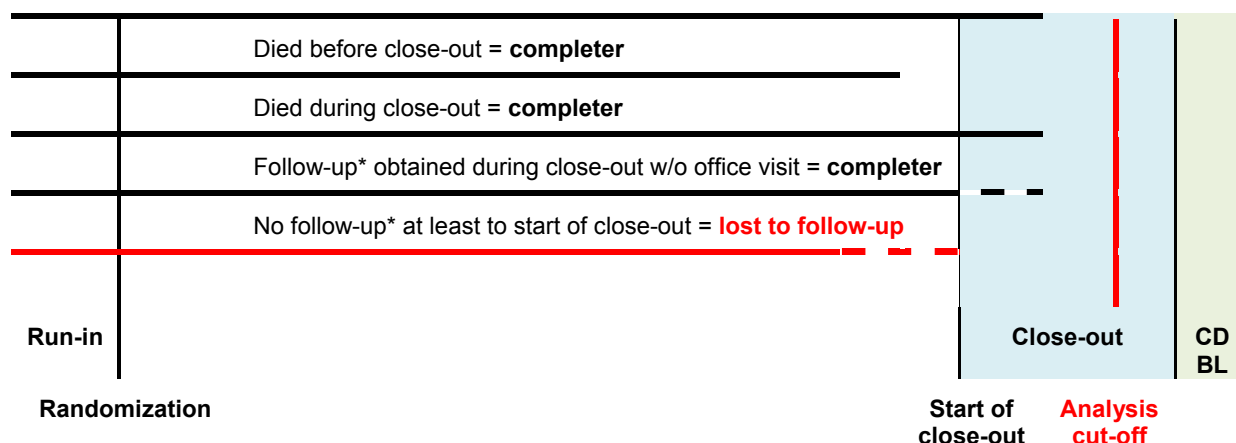 Died before close-out = completer
Died during close-out = completer
Follow-up* obtained during close-out w/o office visit = completer
No follow-up* at least to start of close-out = lost to follow-up
Run-in
Close-out
CD
BL
Randomization
Start of
close-out
Analysis
cut-off